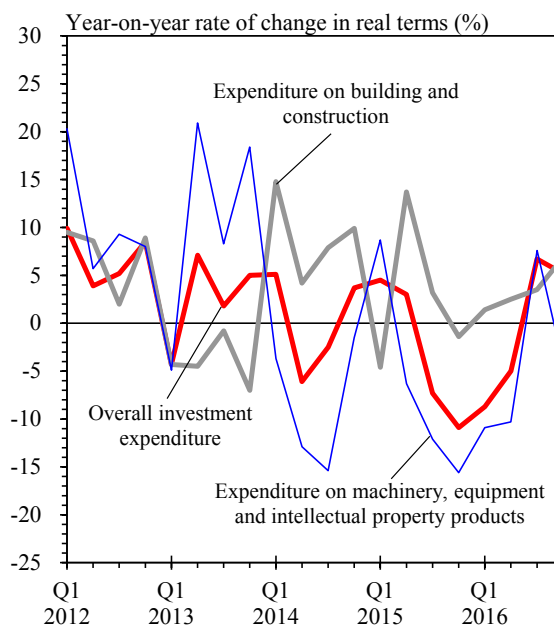 Year-on-year rate of change in real terms (%)
30
25
20
15
10
5
0
-5
-10
-15
-20
-25
Expenditure on building and
construction
Overall investment
expenditure
Expenditure on machinery, equipment
and intellectual property products
Q1 Q1 Q1 Q1 Q1
2012 2013 2014 2015 2016